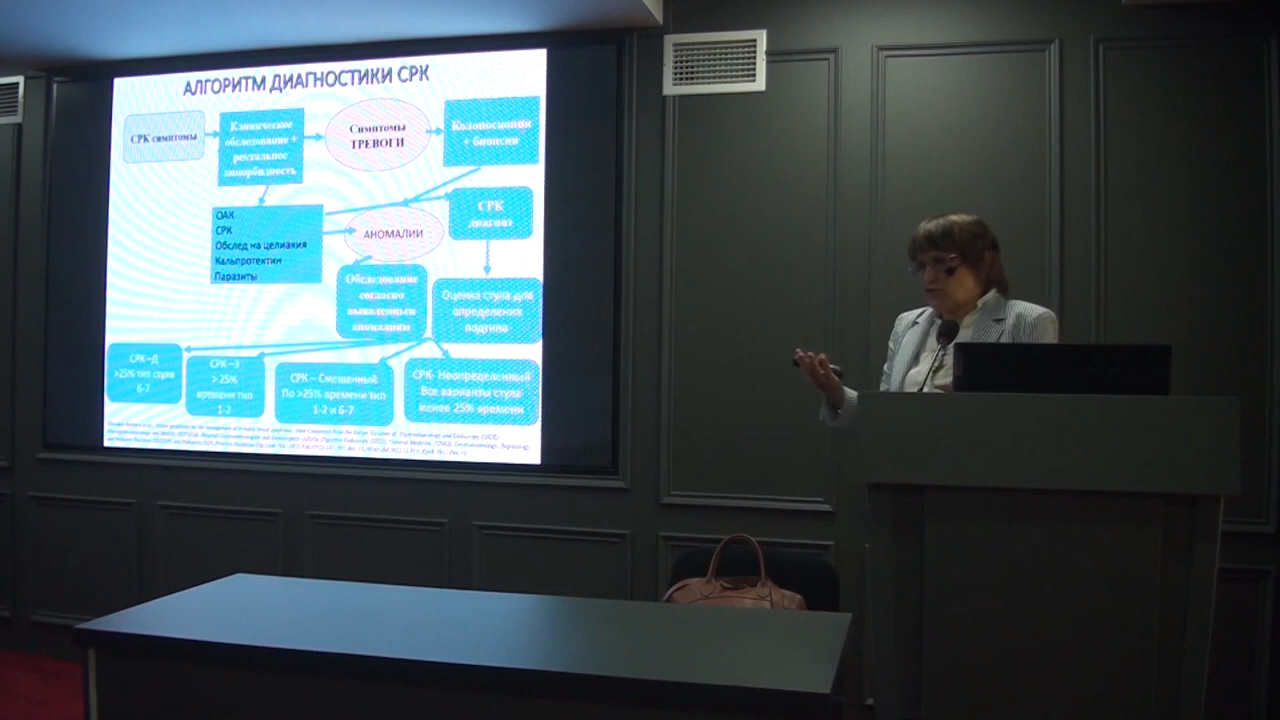 АЛГОРИТМ ДИАГНОСТИКИ СРК
СРК симптомы
Клиническое
обследование +
ректальное
коморбидность
Симптомы
ТРЕВОГИ
Колоноскопия
+ биопсия
ОАК
СРК
Обслед на целиакия
Кальпротектин
Паразиты
АНОМАЛИИ
СРК
диагноз
Обследование
согласно
выявленным
аномалиям
Оценка стула для
определения
подтипа
СРК –Д
>25% тип стула
6-7
СРК –З
> 25%
времени тип
1-2
СРК – Смешанный
По >25% времени тип
1-2 и 6-7
СРК- Неопределенный
Все варианты стула
менее 25% времени